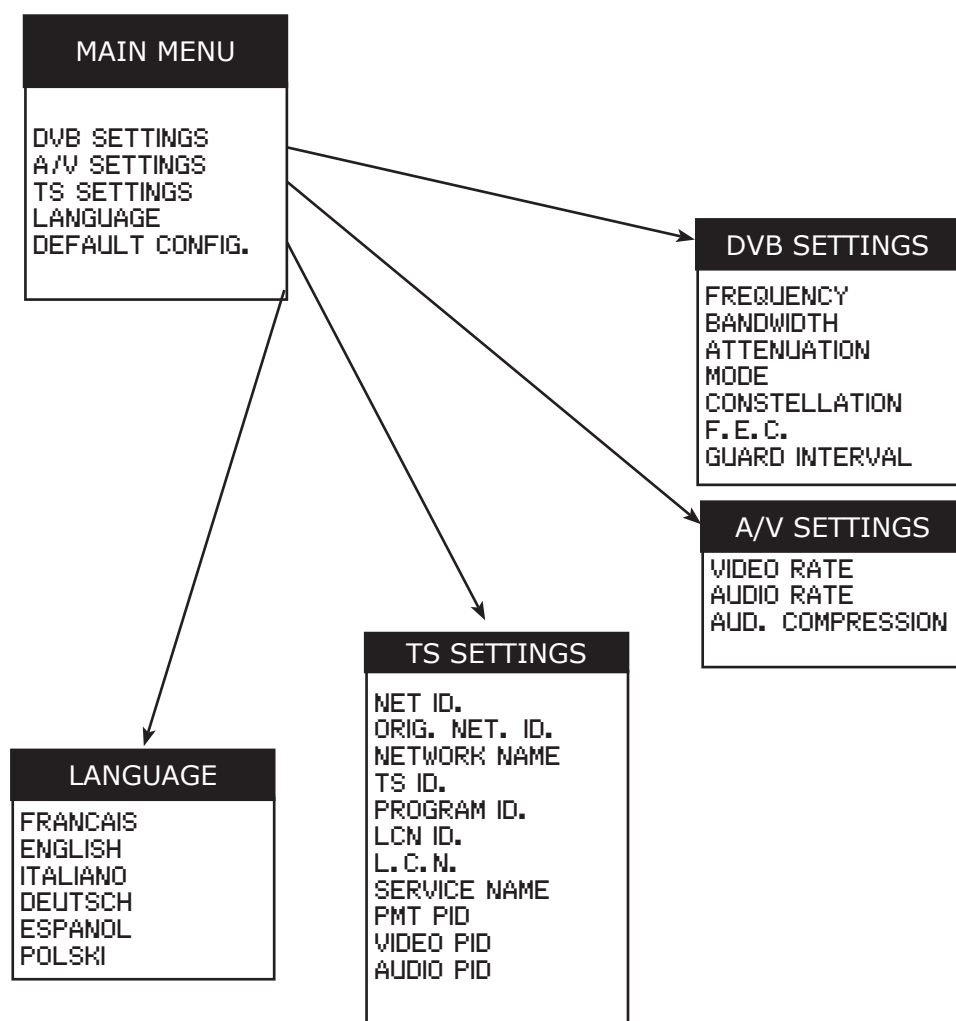 MAIN MENU
DVB SETTINGS
A/V SETTINGS
TS SETTINGS
LANGUAGE
DEFAULT CONFIG.
DVB SETTINGS
FREQUENCY
BANDWIDTH
ATTENUATION
MODE
CONSTELLATION
F.E.C.
GUARD INTERVAL
A/V SETTINGS
VIDEO RATE
AUDIO RATE
AUD. COMPRESSION
TS SETTINGS
NET ID.
ORIG. NET. ID.
NETWORK NAME
TS ID.
PROGRAM ID.
LCN ID.
L.C.N.
SERVICE NAME
PMT PID
VIDEO PID
AUDIO PID
LANGUAGE
FRANCAIS
ENGLISH
ITALIANO
DEUTSCH
ESPANOL
POLSKI